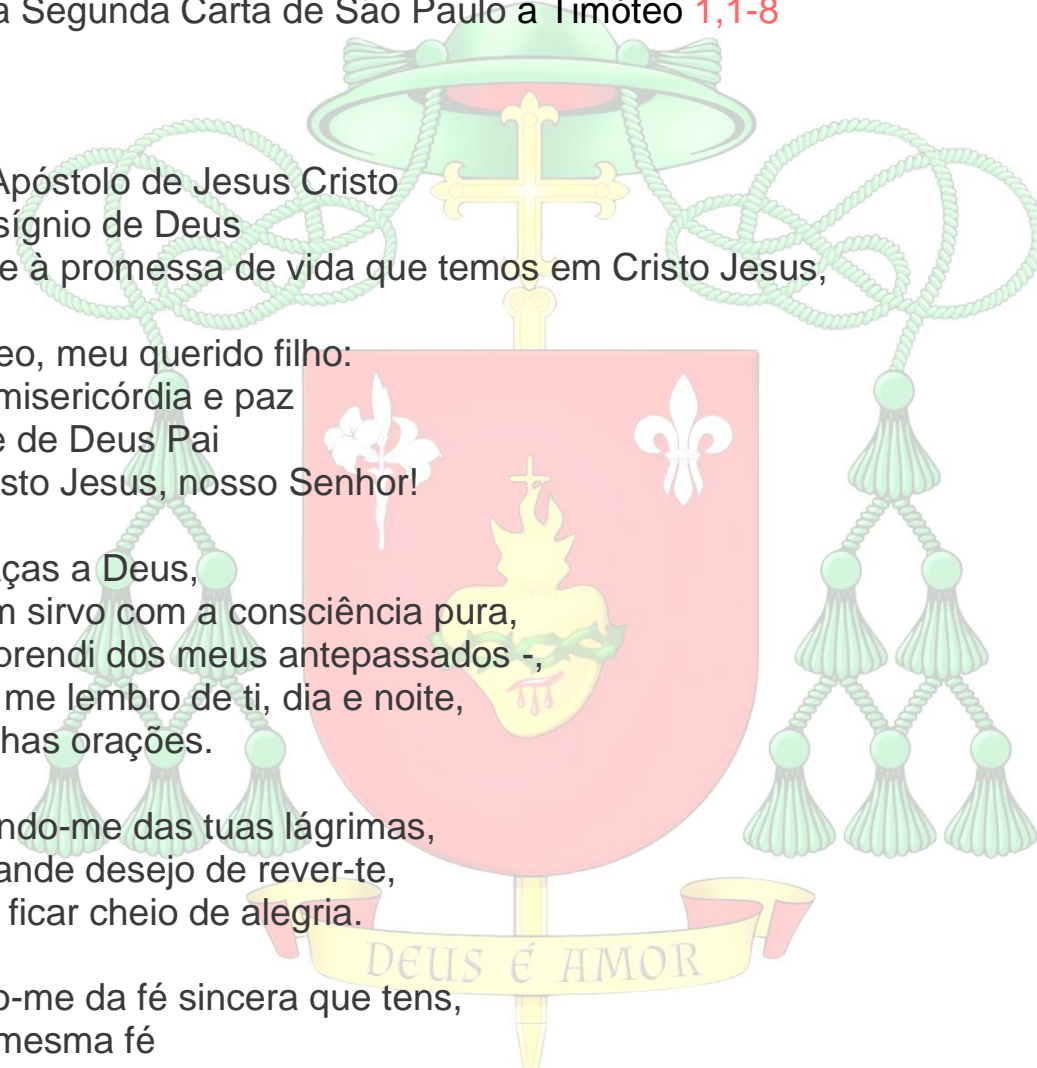 a Segunda Carta de São Paulo a Timóteo 1,1-8
Apóstolo de Jesus Cristo
sígnio de Deus
e à promessa de vida que temos em Cristo Jesus,
eo, meu querido filho:
misericórdia e paz
e de Deus Pai
sto Jesus, nosso Senhor!
aças a Deus,
m sirvo com a consciência pura,
prendi dos meus antepassados -,
me lembro de ti, dia e noite,
has orações.
ndo-me das tuas lágrimas,
ande desejo de rever-te,
ficar cheio de alegria.
DEUS É AMOR
o-me da fé sincera que tens,
mesma fé